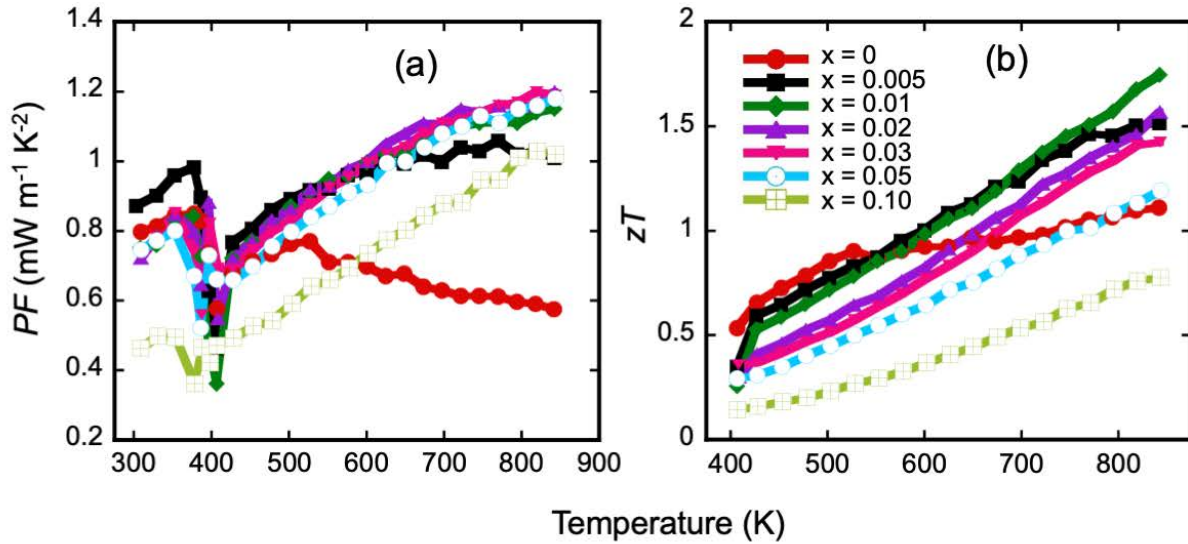 PF (mW m-1 K-2)
1.4
1.2
1
0.8
0.6
0.4
0.2
(a)
300 400 500 600 700 800 900
zT
2
1.5
1
0.5
0
x = 0
x = 0.005
x = 0.01
x = 0.02
x = 0.03
x = 0.05
x = 0.10
(b)
400 500 600 700 800
Temperature (K)